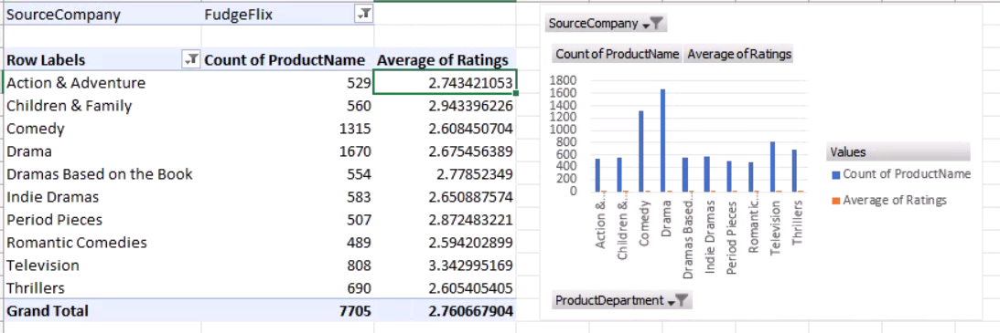 SourceCompany FudgeFlix
Row Labels Count of ProductName Average of Ratings
Action & Adventure 529 2.743421053
Children & Family 560 2.943396226
Comedy 1315 2.608450704
Drama 1670 2.675456389
Dramas Based on the Book 554 2.77852349
Indie Dramas 583 2.650887574
Period Pieces 507 2.872483221
Romantic Comedies 489 2.594202899
Television 808 3.342995169
Thrillers 690 2.605405405
Grand Total 7705 2.760667904
SourceCompany
Count of ProductName Average of Ratings
1800
1600
1400
1200
1000
800
600
400
200
0
Action &...
Children &...
Comedy
Drama
Dramas Based...
Indie Dramas
Period Pieces
Romantic...
Television
Thrillers
Values
Count of ProductName
Average of Ratings
ProductDepartment